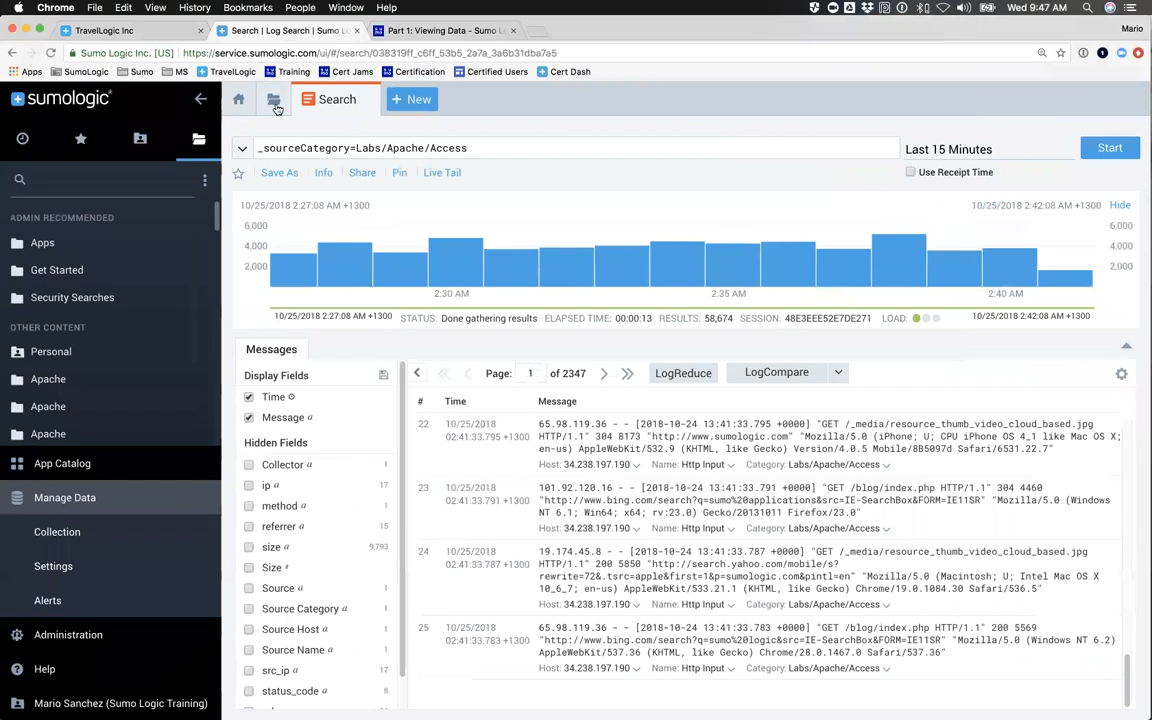 Chrome File Edit View History Bookmarks People Window Help Wed 9:47 AM
TravelLogic Inc × Search | Log Search | Sumo Lo × Part 1: Viewing Data - Sumo L ×
Mario
Sumo Logic Inc. [US] https://service.sumologic.com/ui/#/search/038319ff_c6ff_53b5_2a7a_3a6b31dba7a5
Apps SumoLogic Sumo MS TravelLogic Training Cert Jams Certification Certified Users Cert Dash
sumologic
Search + New
_sourceCategory=Labs/Apache/Access Last 15 Minutes Start
Save As Info Share Pin Live Tail Use Receipt Time
ADMIN RECOMMENDED
Apps
Get Started
Security Searches
OTHER CONTENT
Personal
Apache
Apache
Apache
App Catalog
Manage Data
Collection
Settings
Alerts
Administration
Help
Mario Sanchez (Sumo Logic Training)
10/25/2018 2:27:08 AM +1300 10/25/2018 2:42:08 AM +1300 Hide
6,000 6,000
4,000 4,000
2,000 2,000
2:30 AM 2:35 AM 2:40 AM
10/25/2018 2:27:08 AM +1300 STATUS: Done gathering results ELAPSED TIME: 00:00:13 RESULTS: 58,674 SESSION: 48E3EEE52E7DE271 LOAD: 10/25/2018 2:42:08 AM +1300
Messages
Display Fields
Time
Message a
Hidden Fields
Collector a 1
ip a 17
method a 1
referrer a 15
size a 9,793
Size #
Source a 1
Source Category a 1
Source Host a 1
Source Name a 1
src_ip a 17
status_code a 8
Page: 1 of 2347 LogReduce LogCompare
# Time Message
22 10/25/2018 65.98.119.36 - - [2018-10-24 13:41:33.795 +0000] "GET /_media/resource_thumb_video_cloud_based.jpg
02:41:33.795 +1300 HTTP/1.1" 304 8173 "http://www.sumologic.com" "Mozilla/5.0 (iPhone; U; CPU iPhone OS 4_1 like Mac OS X;
en-us) AppleWebKit/532.9 (KHTML, like Gecko) Version/4.0.5 Mobile/8B5097d Safari/6531.22.7"
Host: 34.238.197.190 Name: Http Input Category: Labs/Apache/Access
23 10/25/2018 101.92.120.16 - - [2018-10-24 13:41:33.791 +0000] "GET /blog/index.php HTTP/1.1" 304 4460
02:41:33.791 +1300 "http://www.bing.com/search?q=sumo%20applications&src=IE-SearchBox&FORM=IE11SR" "Mozilla/5.0 (Windows
NT 6.1; Win64; x64; rv:23.0) Gecko/20131011 Firefox/23.0"
Host: 34.238.197.190 Name: Http Input Category: Labs/Apache/Access
24 10/25/2018 19.174.45.8 - - [2018-10-24 13:41:33.787 +0000] "GET /_media/resource_thumb_video_cloud_based.jpg
02:41:33.787 +1300 HTTP/1.1" 200 5850 "http://search.yahoo.com/mobile/s?
rewrite=72&.tsrc=apple&first=1&p=sumologic.com&pintl=en" "Mozilla/5.0 (Macintosh; U; Intel Mac OS X
10_6_7; en-us) AppleWebKit/533.21.1 (KHTML, like Gecko) Chrome/19.0.1084.30 Safari/536.5"
Host: 34.238.197.190 Name: Http Input Category: Labs/Apache/Access
25 10/25/2018 65.98.119.36 - - [2018-10-24 13:41:33.783 +0000] "GET /blog/index.php HTTP/1.1" 200 5569
02:41:33.783 +1300 "http://www.bing.com/search?q=sumo%20logic&src=IE-SearchBox&FORM=IE11SR" "Mozilla/5.0 (Windows NT 6.2)
AppleWebKit/537.36 (KHTML, like Gecko) Chrome/28.0.1467.0 Safari/537.36"
Host: 34.238.197.190 Name: Http Input Category: Labs/Apache/Access